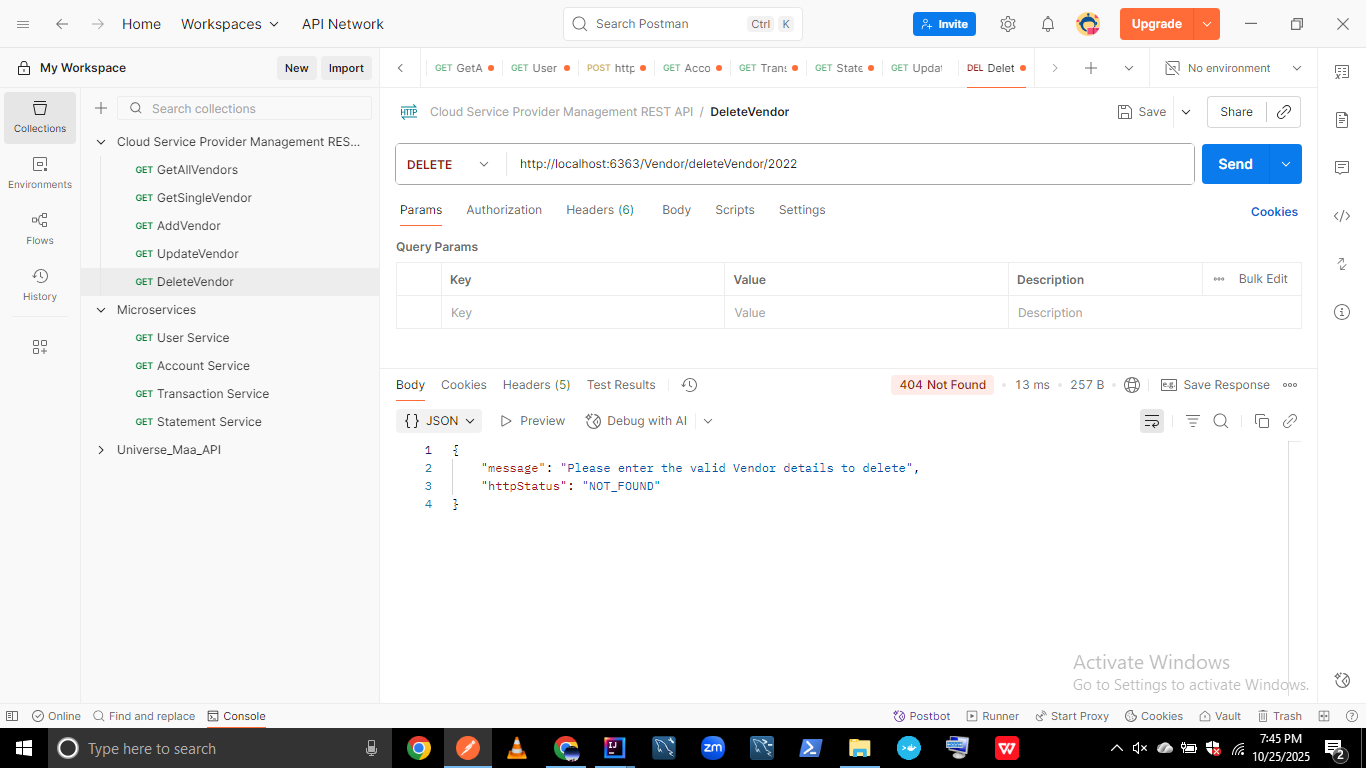 Home
Workspaces
API Network
Search Postman
Ctrl K
Invite
Upgrade
My Workspace
New
Import
GET GetA
GET User
POST http
GET Acco
GET Trans
GET State
GET Updat
DEL Delet
No environment
Collections
Environments
Flows
History
Search collections
Cloud Service Provider Management RES...
GET GetAllVendors
GET GetSingleVendor
GET AddVendor
GET UpdateVendor
GET DeleteVendor
Microservices
GET User Service
GET Account Service
GET Transaction Service
GET Statement Service
Universe_Maa_API
HTTP Cloud Service Provider Management REST API / DeleteVendor
Save
Share
DELETE
http://localhost:6363/Vendor/deleteVendor/2022
Send
Params Authorization Headers (6) Body Scripts Settings
Cookies
Query Params
Key Value Description Bulk Edit
Key Value Description
Body Cookies Headers (5) Test Results
404 Not Found • 13 ms • 257 B
e.g. Save Response
{} JSON Preview Debug with AI
1 {
2 "message": "Please enter the valid Vendor details to delete",
3 "httpStatus": "NOT_FOUND"
4 }
Activate Windows
Go to Settings to activate Windows.
Online Find and replace Console
Postbot Runner Start Proxy Cookies Vault Trash
Type here to search
zm
7:45 PM
10/25/2025
2